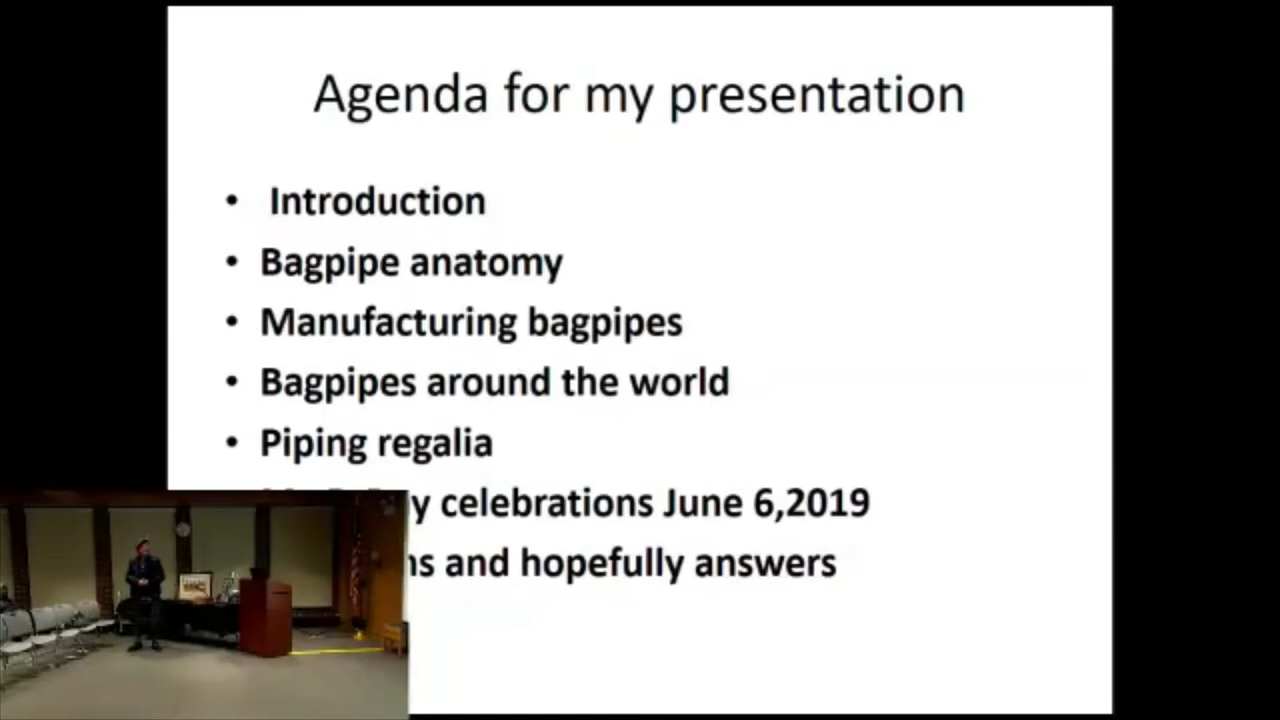 Agenda for my presentation
• Introduction
• Bagpipe anatomy
• Manufacturing bagpipes
• Bagpipes around the world
• Piping regalia
celebrations June 6,2019
and hopefully answers